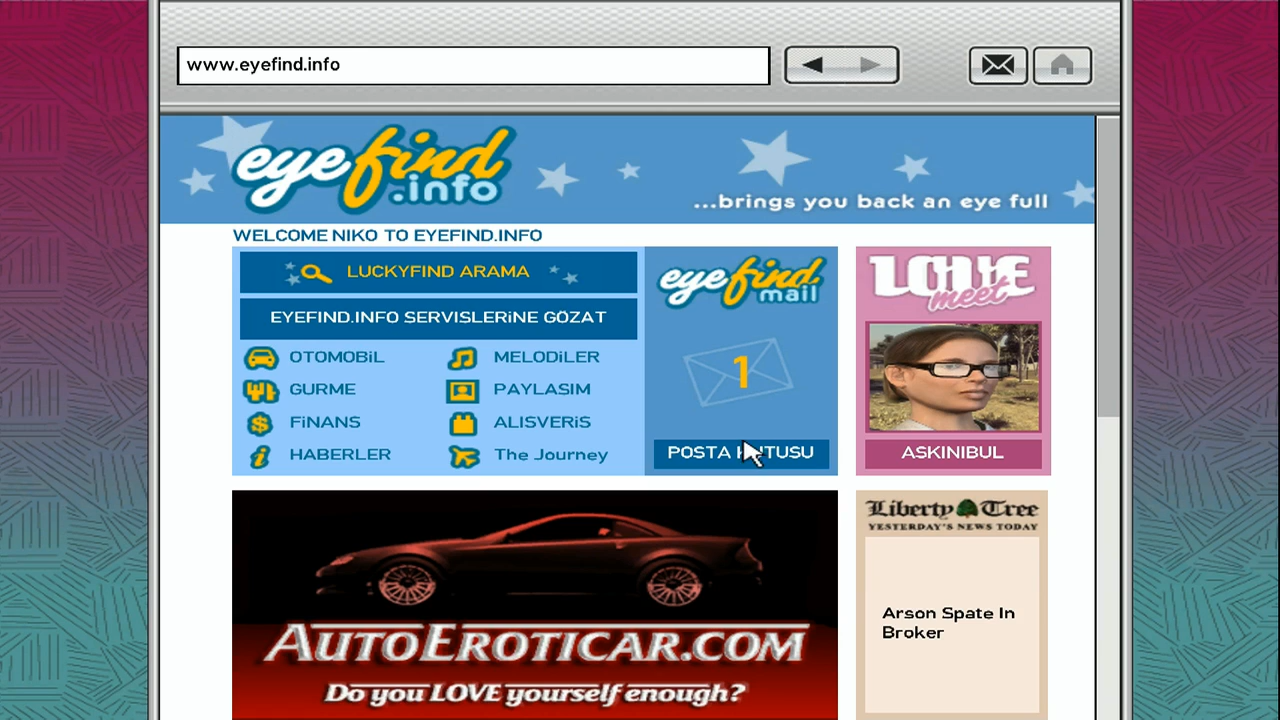 www.eyefind.info
eyefind
.info
...brings you back an eye full
WELCOME NIKO TO EYEFIND.INFO
LUCKYFIND ARAMA
EYEFIND.INFO SERVISLERiNE GÖZAT
OTOMOBiL
MELODiLER
GURME
PAYLASIM
FiNANS
ALISVERiS
HABERLER
The Journey
eyefind
mail
1
POSTA KUTUSU
LOVE
meet
ASKINIBUL
AUTOEROTICAR.COM
Do you LOVE yourself enough?
Liberty Tree
YESTERDAY'S NEWS TODAY
Arson Spate In
Broker